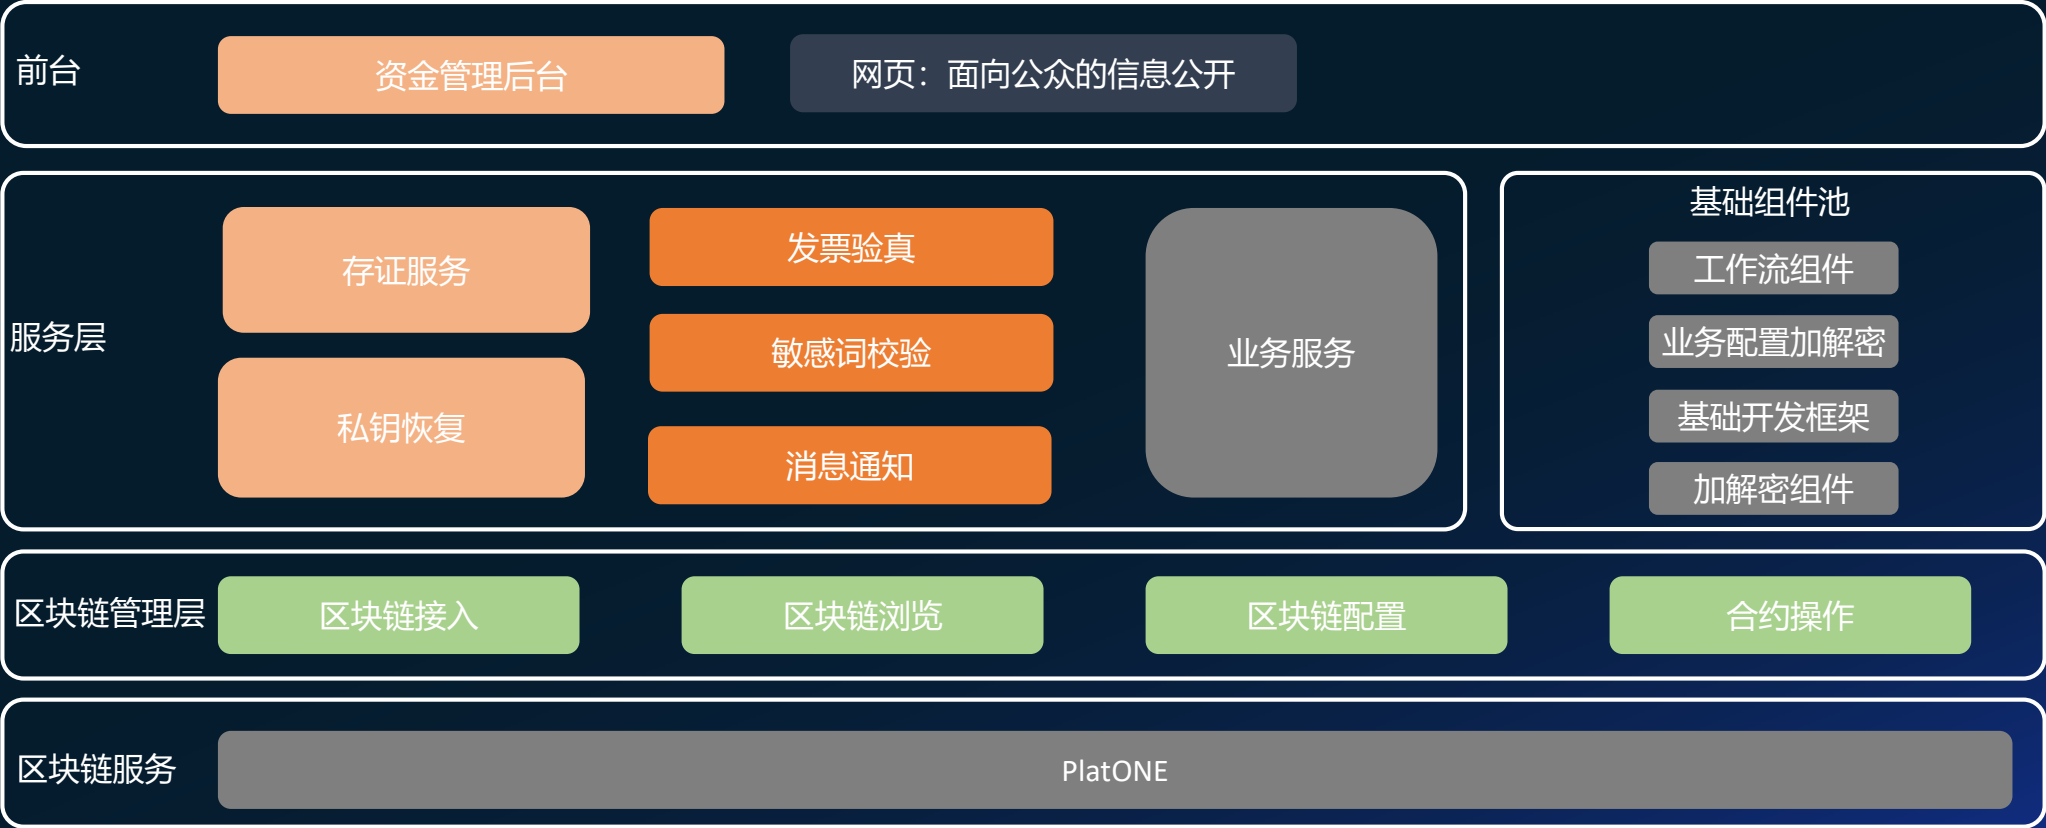 前台
资金管理后台
网页：面向公众的信息公开
服务层
存证服务
私钥恢复
发票验真
敏感词校验
消息通知
业务服务
基础组件池
工作流组件
业务配置加解密
基础开发框架
加解密组件
区块链管理层
区块链接入
区块链浏览
区块链配置
合约操作
区块链服务
PlatONE